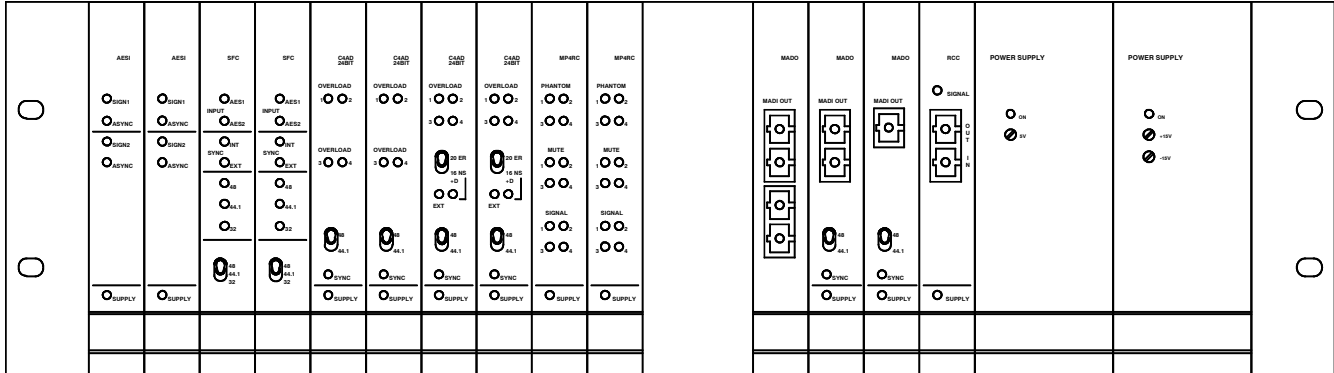 AESI
SIGN1
ASYNC
SIGN2
ASYNC
SUPPLY
AESI
SIGN1
ASYNC
SIGN2
ASYNC
SUPPLY
SFC
AES1
INPUT
AES2
INT
SYNC
EXT
48
44.1
32
48
44.1
32
SFC
AES1
INPUT
AES2
INT
SYNC
EXT
48
44.1
32
48
44.1
32
C4AD
24BIT
OVERLOAD
1 2
OVERLOAD
3 4
48
44.1
SYNC
SUPPLY
C4AD
24BIT
OVERLOAD
1 2
OVERLOAD
3 4
48
44.1
SYNC
SUPPLY
C4AD
24BIT
OVERLOAD
1 2
3 4
20 ER
16 NS
+D
EXT
48
44.1
SYNC
SUPPLY
C4AD
24BIT
OVERLOAD
1 2
3 4
20 ER
16 NS
+D
EXT
48
44.1
SYNC
SUPPLY
MP4RC
PHANTOM
1 2
3 4
MUTE
1 2
3 4
SIGNAL
1 2
3 4
SUPPLY
MP4RC
PHANTOM
1 2
3 4
MUTE
1 2
3 4
SIGNAL
1 2
3 4
SUPPLY
MADO
MADI OUT
MADO
MADI OUT
48
44.1
SYNC
SUPPLY
MADO
MADI OUT
48
44.1
SYNC
SUPPLY
RCC
SIGNAL
OUT
IN
SUPPLY
POWER SUPPLY
ON
5V
POWER SUPPLY
ON
+15V
-15V